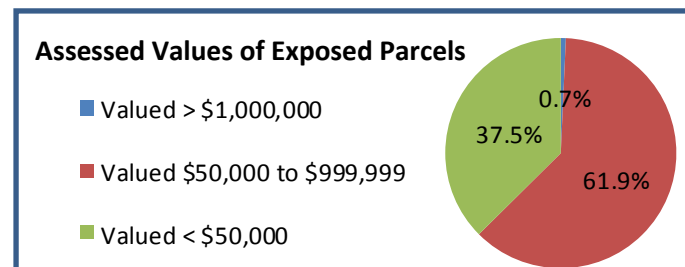 Assessed Values of Exposed Parcels
Valued > $1,000,000
Valued $50,000 to $999,999
Valued < $50,000
0.7%
37.5%
61.9%